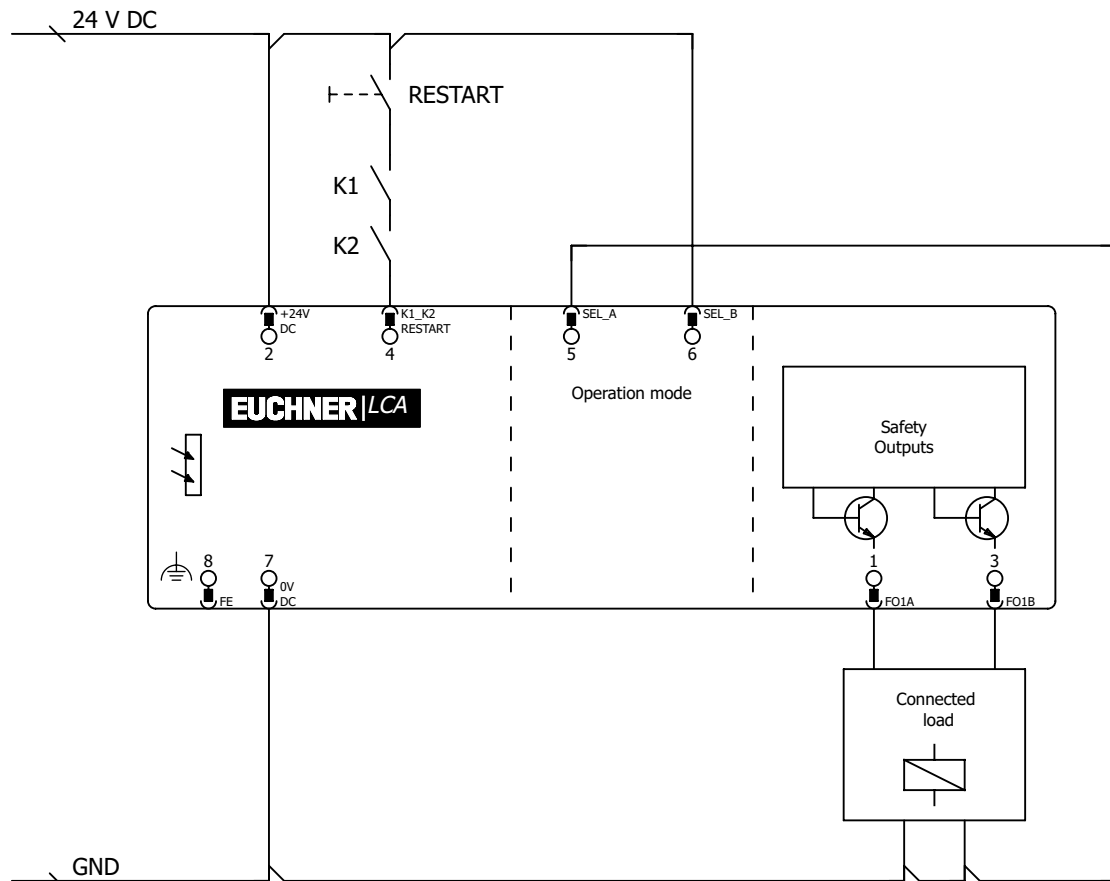 24 V DC
RESTART
K1
K2
+24V
DC
K1_K2
RESTART
SEL_A
SEL_B
2
4
5
6
EUCHNER|LCA
Operation mode
Safety
Outputs
8
7
1
3
FE
0V
DC
FO1A
FO1B
Connected
load
GND